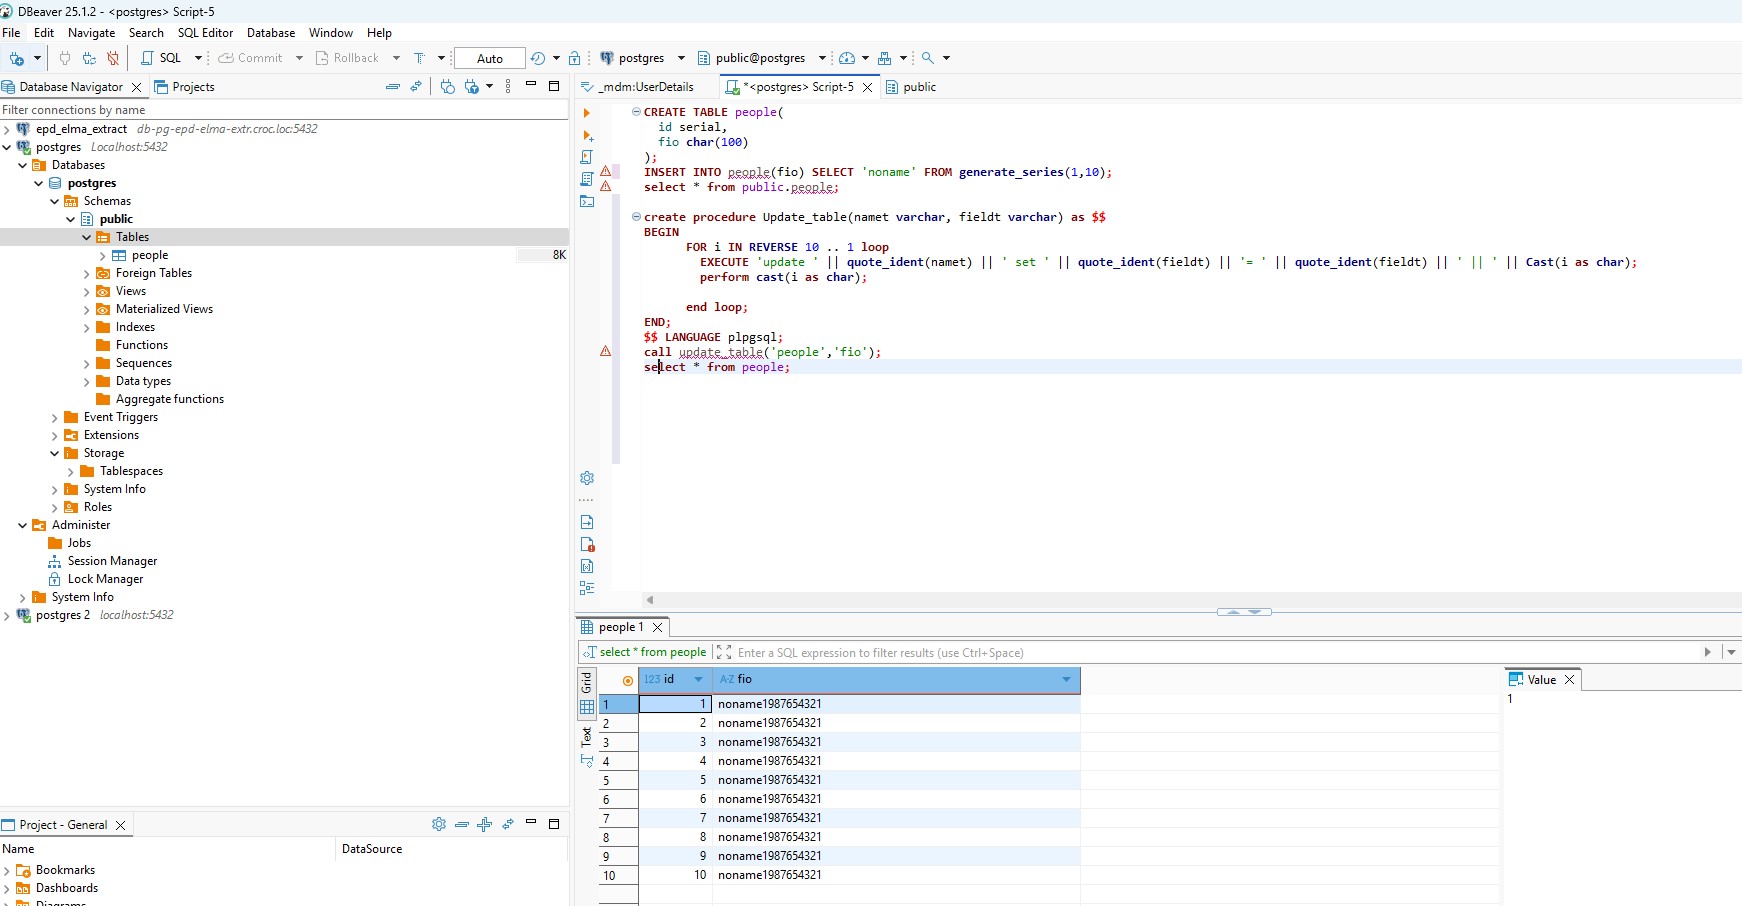 DBeaver 25.1.2 - <postgres> Script-5
File Edit Navigate Search SQL Editor Database Window Help
SQL Commit Rollback T Auto postgres public@postgres
Database Navigator Projects
Filter connections by name
epd_elma_extract db-pg-epd-elma-extr.croc.loc:5432
postgres Localhost:5432
Databases
postgres
Schemas
public
Tables
people 8K
Foreign Tables
Views
Materialized Views
Indexes
Functions
Sequences
Data types
Aggregate functions
Event Triggers
Extensions
Storage
Tablespaces
System Info
Roles
Administer
Jobs
Session Manager
Lock Manager
System Info
postgres 2 localhost:5432
Project - General
Name DataSource
Bookmarks
Dashboards
Diagrams
_mdm:UserDetails *<postgres> Script-5 public
CREATE TABLE people(
id serial,
fio char(100)
);
INSERT INTO people(fio) SELECT 'noname' FROM generate_series(1,10);
select * from public.people;
create procedure Update_table(namet varchar, fieldt varchar) as $$
BEGIN
FOR i IN REVERSE 10 .. 1 loop
EXECUTE 'update ' || quote_ident(namet) || ' set ' || quote_ident(fieldt) || '= ' || quote_ident(fieldt) || ' || ' || Cast(i as char);
perform cast(i as char);
end loop;
END;
$$ LANGUAGE plpgsql;
call update_table('people','fio');
select * from people;
people 1
select * from people Enter a SQL expression to filter results (use Ctrl+Space)
Grid
Text
123 id A-Z fio
1 1 noname1987654321
2 2 noname1987654321
3 3 noname1987654321
4 4 noname1987654321
5 5 noname1987654321
6 6 noname1987654321
7 7 noname1987654321
8 8 noname1987654321
9 9 noname1987654321
10 10 noname1987654321
Value
1